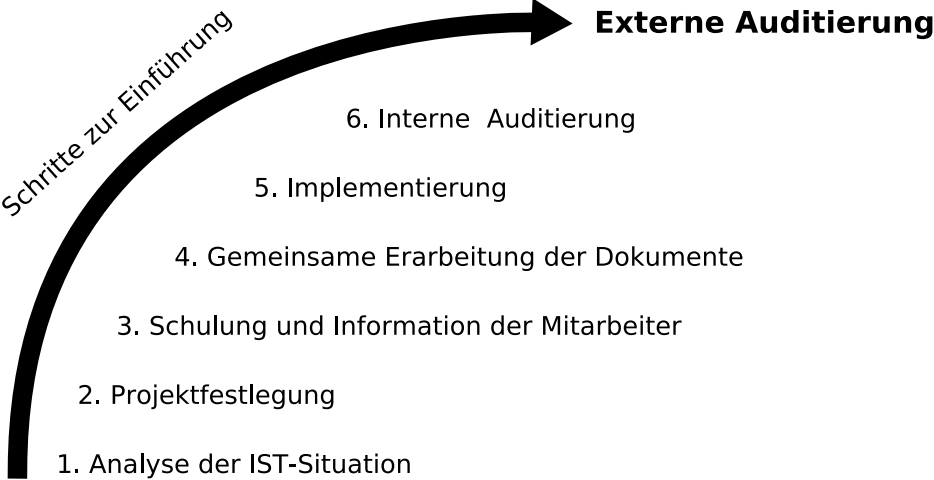 Externe Auditierung
Schritte zur Einführung
6. Interne  Auditierung
5. Implementierung
4. Gemeinsame Erarbeitung der Dokumente
3. Schulung und Information der Mitarbeiter
2. Projektfestlegung
1. Analyse der IST-Situation